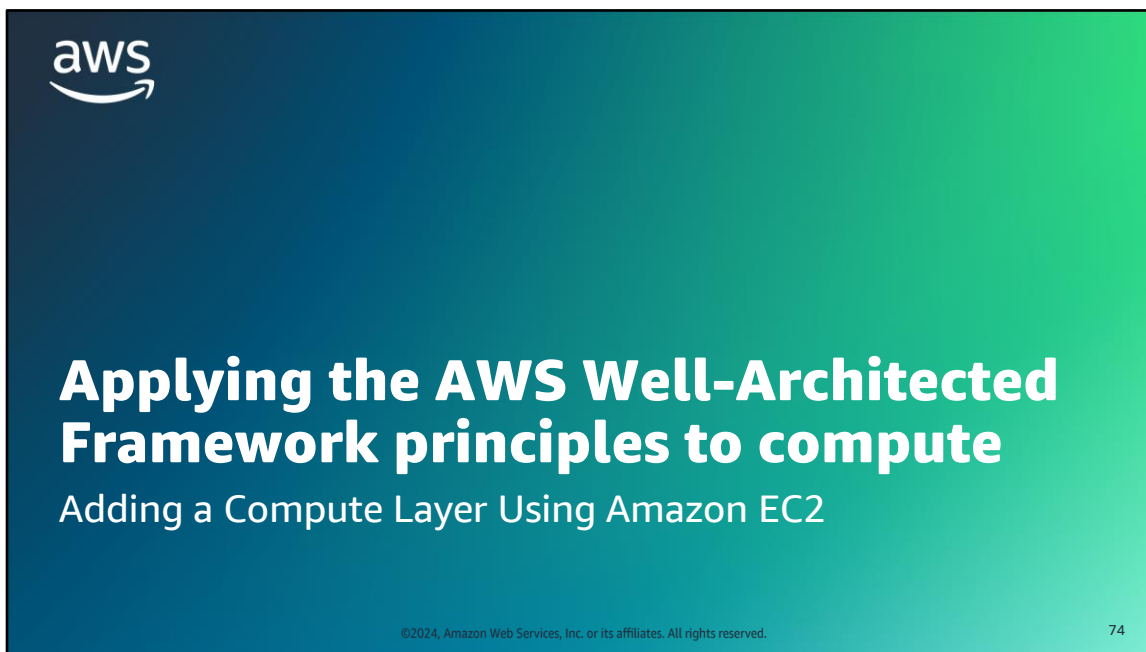 aws
Applying the AWS Well-Architected
Framework principles to compute
Adding a Compute Layer Using Amazon EC2
©2024, Amazon Web Services, Inc. or its affiliates. All rights reserved.
74